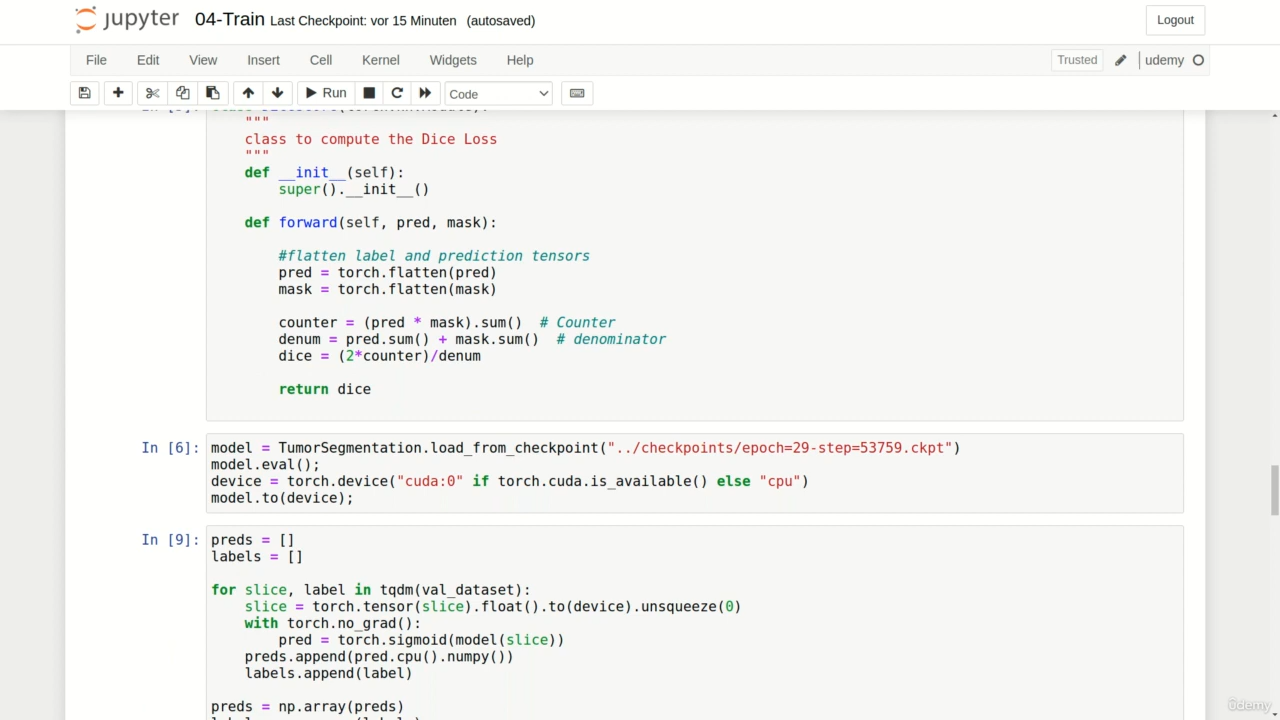 jupyter 04-Train Last Checkpoint: vor 15 Minuten (autosaved)
Logout
File Edit View Insert Cell Kernel Widgets Help
Trusted udemy
Run Code
"""
class to compute the Dice Loss
"""
def __init__(self):
super().__init__()
def forward(self, pred, mask):
#flatten label and prediction tensors
pred = torch.flatten(pred)
mask = torch.flatten(mask)
counter = (pred * mask).sum()  # Counter
denum = pred.sum() + mask.sum()  # denominator
dice = (2*counter)/denum
return dice
In [6]: model = TumorSegmentation.load_from_checkpoint("../checkpoints/epoch=29-step=53759.ckpt")
model.eval();
device = torch.device("cuda:0" if torch.cuda.is_available() else "cpu")
model.to(device);
In [9]: preds = []
labels = []
for slice, label in tqdm(val_dataset):
slice = torch.tensor(slice).float().to(device).unsqueeze(0)
with torch.no_grad():
pred = torch.sigmoid(model(slice))
preds.append(pred.cpu().numpy())
labels.append(label)
preds = np.array(preds)
udemy